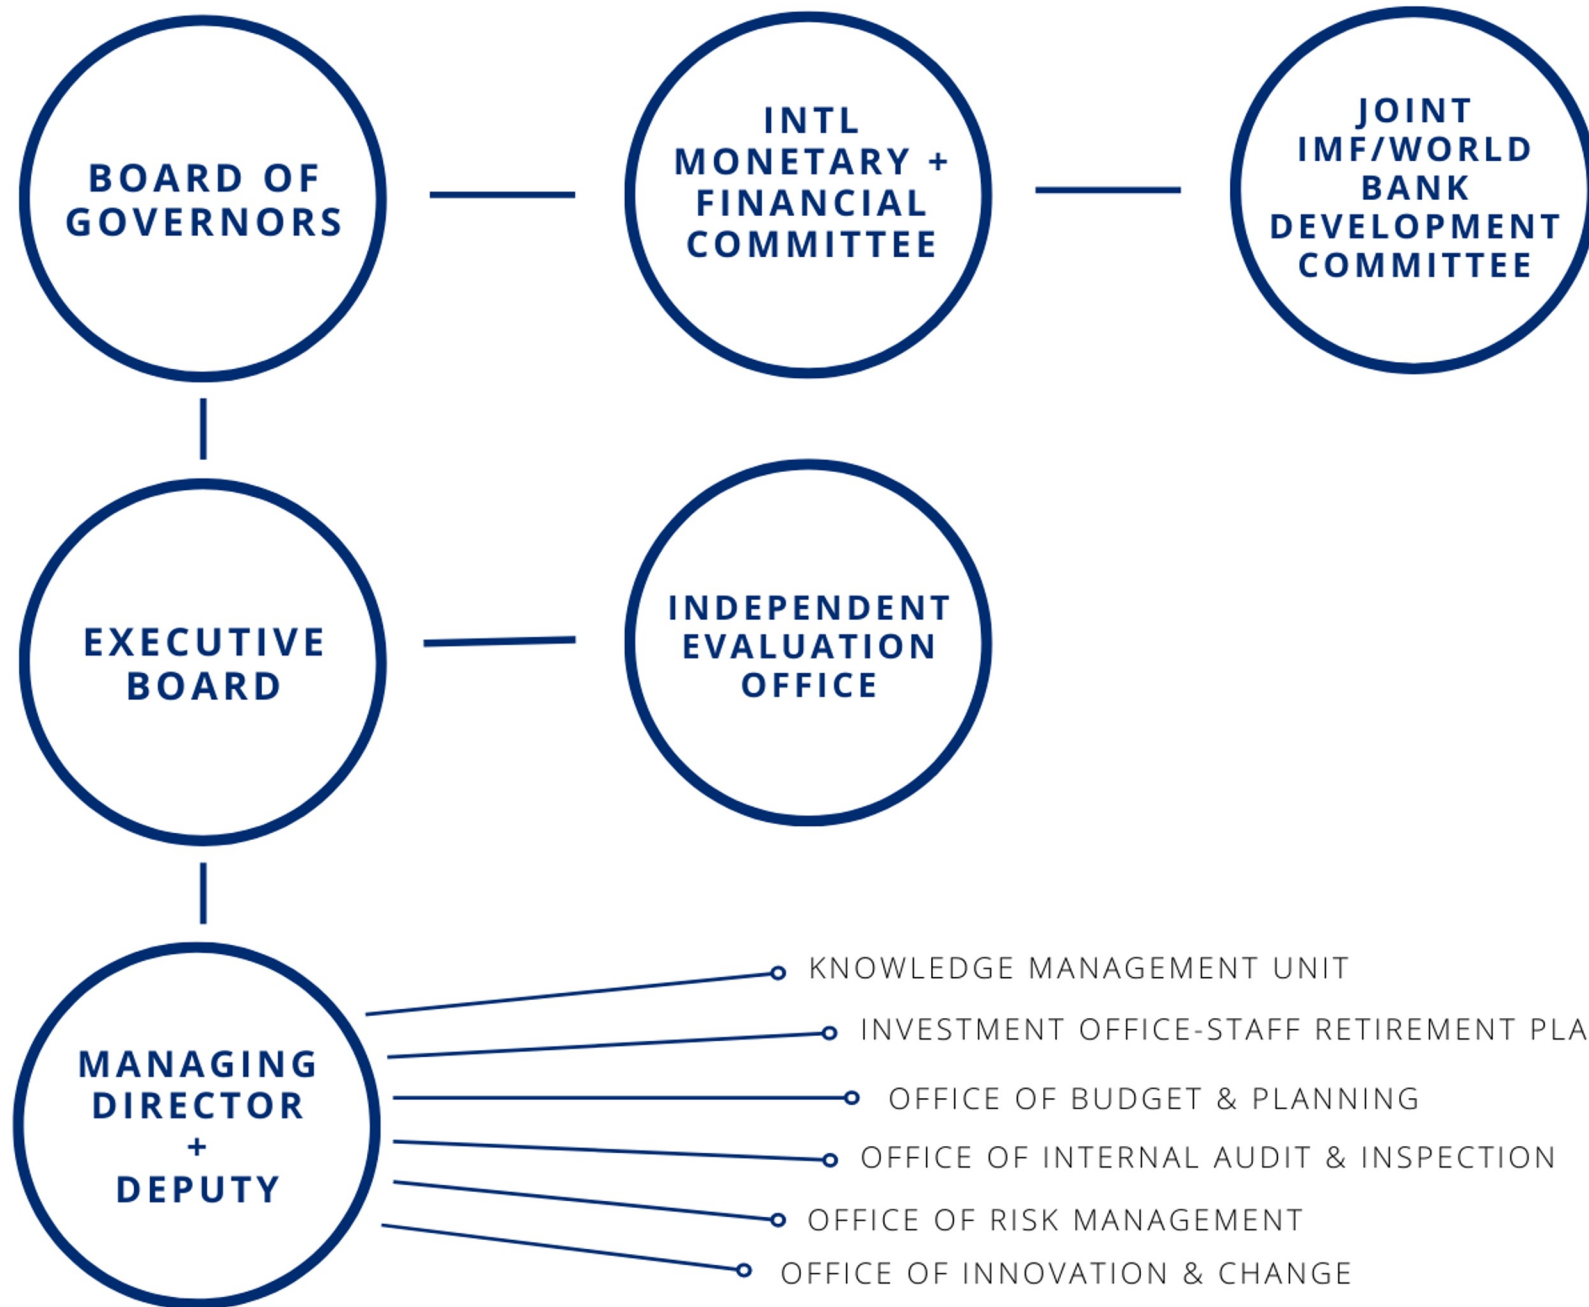 BOARD OF
GOVERNORS
INTL
MONETARY +
FINANCIAL
COMMITTEE
JOINT
IMF/WORLD
BANK
DEVELOPMENT
COMMITTEE
EXECUTIVE
BOARD
INDEPENDENT
EVALUATION
OFFICE
MANAGING
DIRECTOR
+
DEPUTY
KNOWLEDGE MANAGEMENT UNIT
INVESTMENT OFFICE-STAFF RETIREMENT PLA
OFFICE OF BUDGET & PLANNING
OFFICE OF INTERNAL AUDIT & INSPECTION
OFFICE OF RISK MANAGEMENT
OFFICE OF INNOVATION & CHANGE